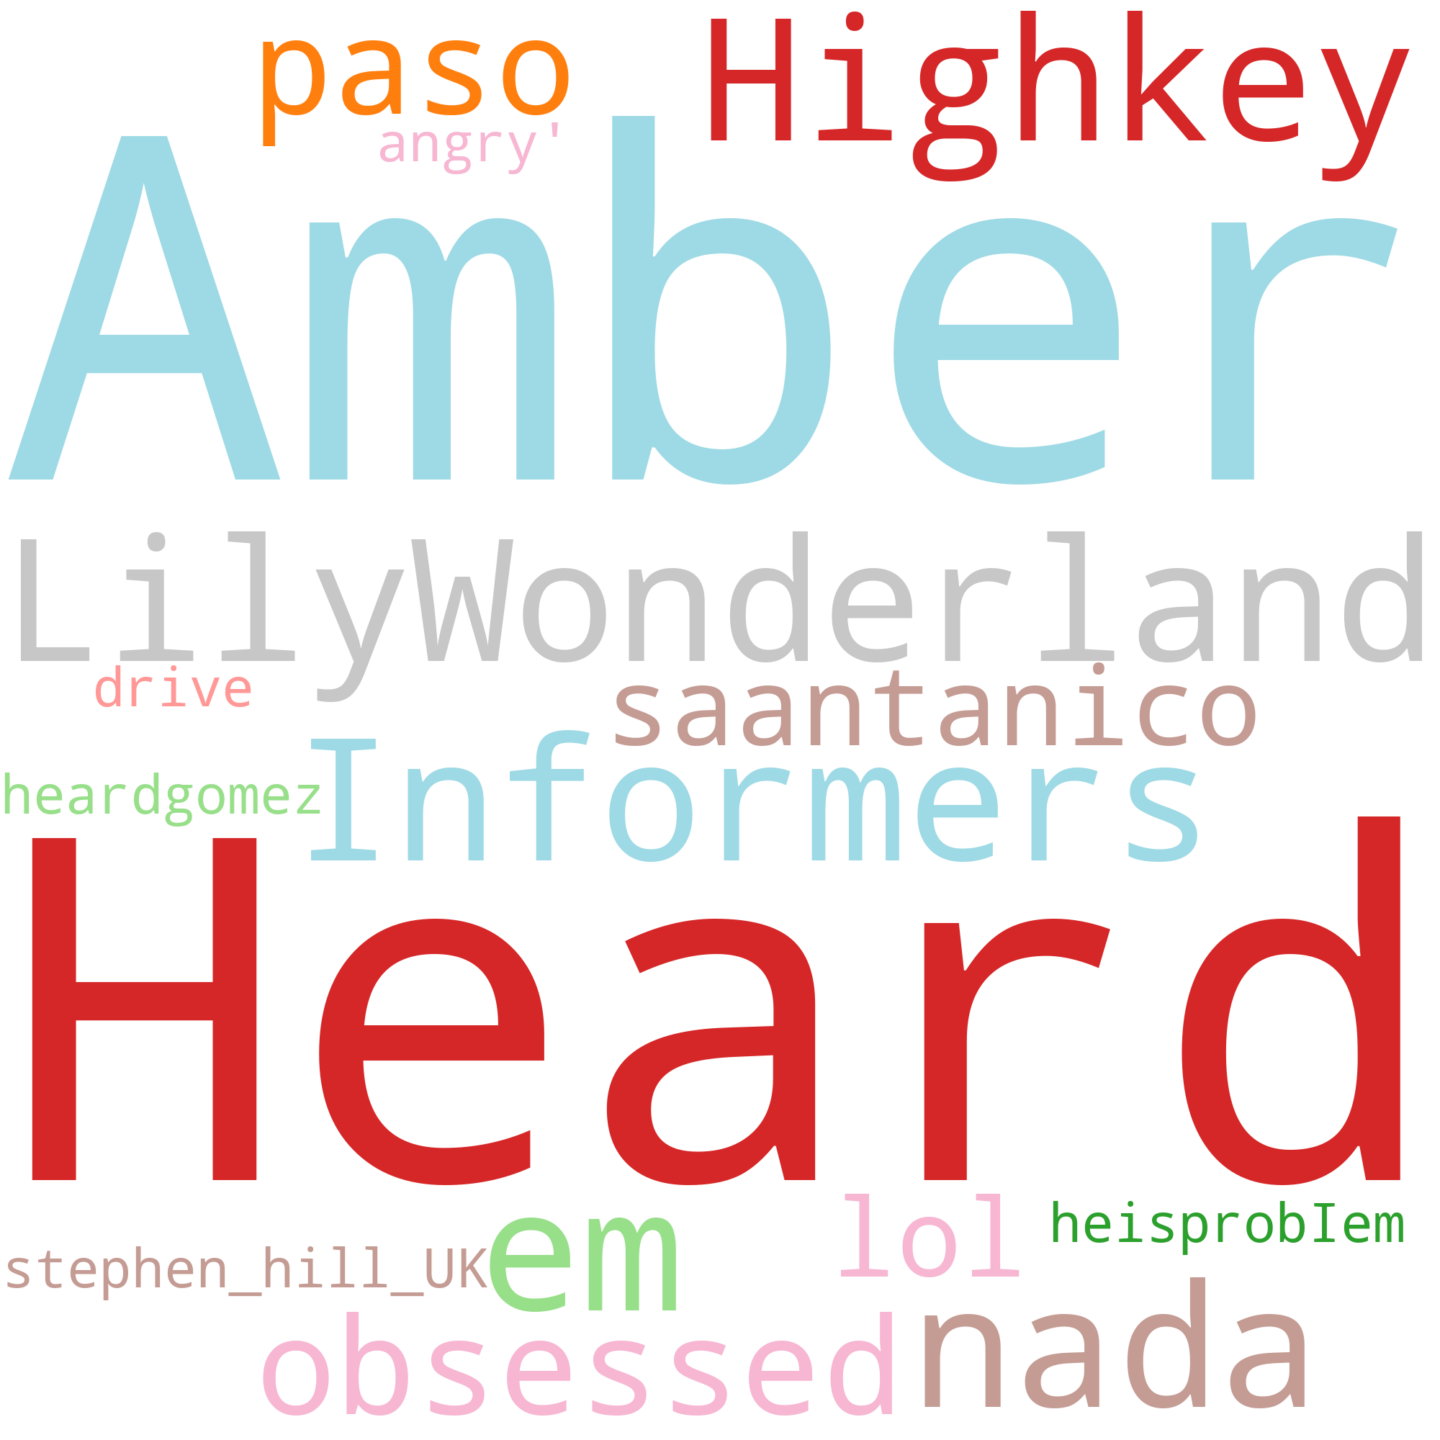 paso Highkey
angry'
Amber
LilyWonderland
drive saantanico
Informers
heardgomez
Heard
em lol heisprobIem
stephen_hill_UK
obsessed nada